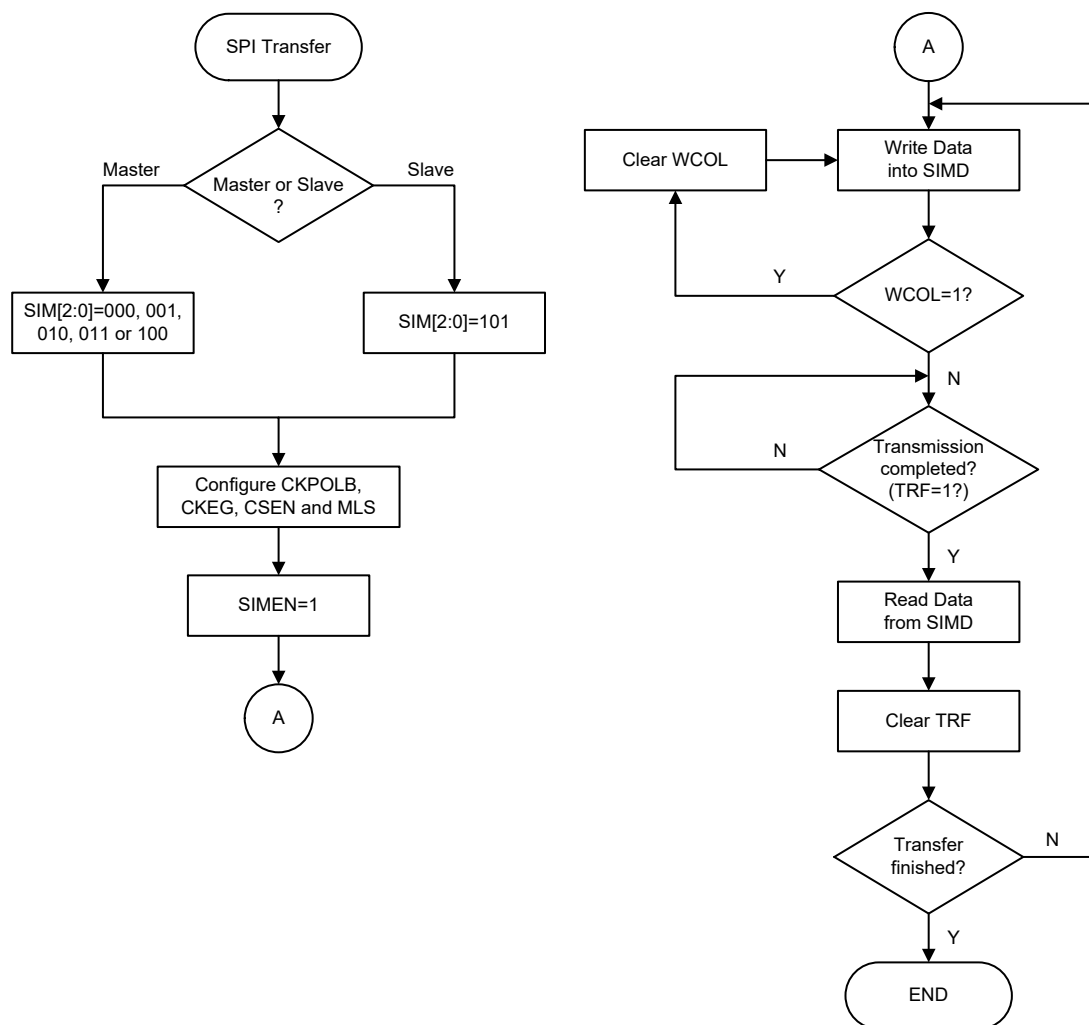 SPI Transfer
Master
Slave
Master or Slave
?
SIM[2:0]=000, 001,
010, 011 or 100
SIM[2:0]=101
Configure CKPOLB,
CKEG, CSEN and MLS
SIMEN=1
A
A
Clear WCOL
Write Data
into SIMD
Y
WCOL=1?
N
N
Transmission
completed?
(TRF=1?)
Y
Read Data
from SIMD
Clear TRF
Transfer
finished?
N
Y
END